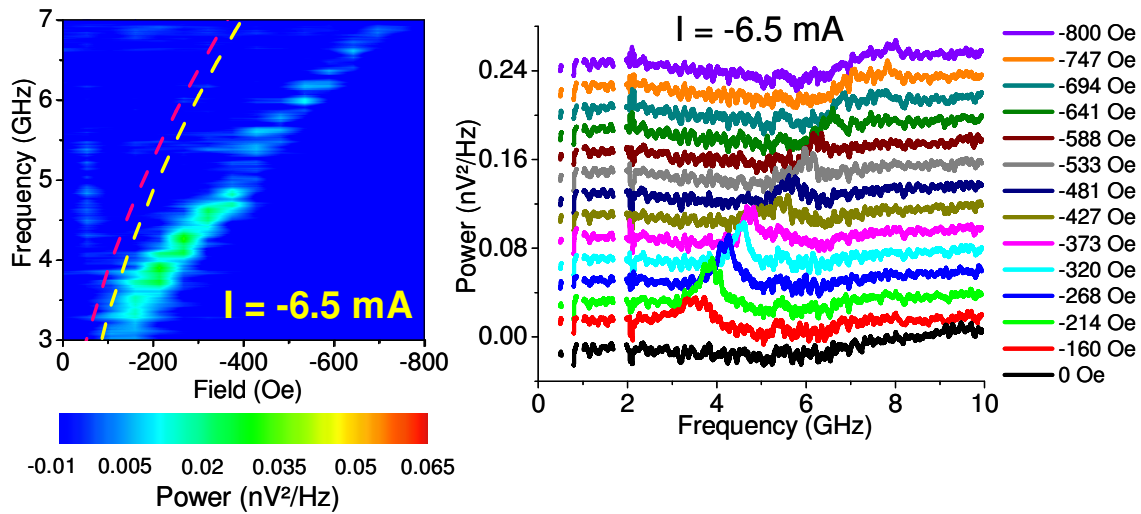 7
6
5
4
3
Frequency (GHz)
I = -6.5 mA
0 -200 -400 -600 -800
Field (Oe)
-0.01 0.005 0.02 0.035 0.05 0.065
Power (nV²/Hz)
I = -6.5 mA
0.24
0.16
0.08
0.00
Power (nV²/Hz)
0 2 4 6 8 10
Frequency (GHz)
-800 Oe
-747 Oe
-694 Oe
-641 Oe
-588 Oe
-533 Oe
-481 Oe
-427 Oe
-373 Oe
-320 Oe
-268 Oe
-214 Oe
-160 Oe
0 Oe